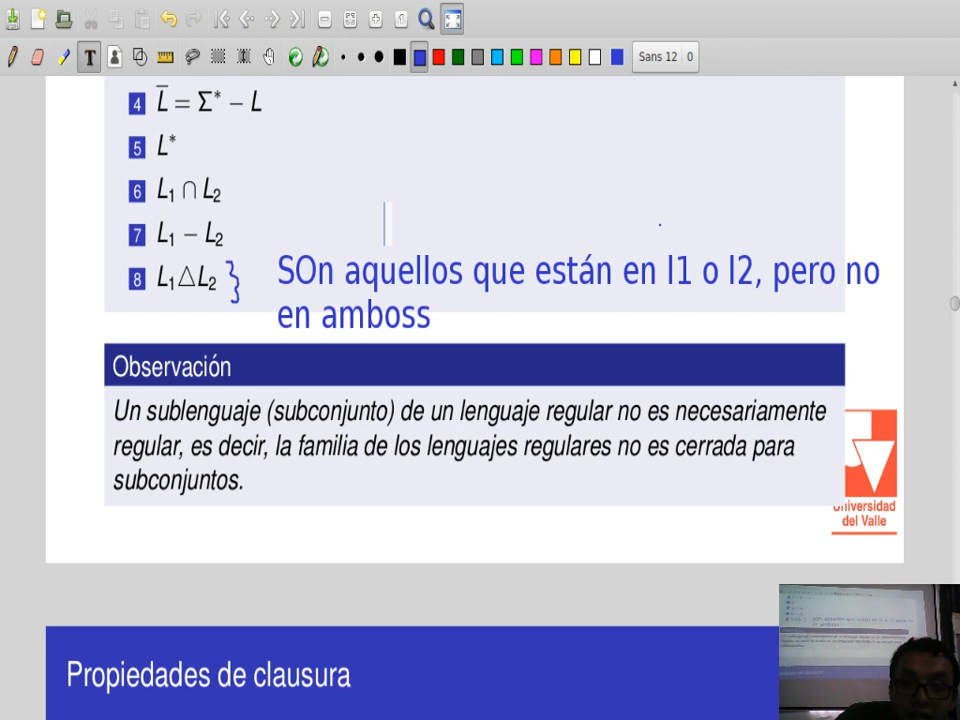 Sans 12 0
4 L̅ = Σ* − L
5 L*
6 L₁ ∩ L₂
7 L₁ − L₂
8 L₁△L₂
SOn aquellos que están en l1 o l2, pero no
en amboss
Observación
Un sublenguaje (subconjunto) de un lenguaje regular no es necesariamente
regular, es decir, la familia de los lenguajes regulares no es cerrada para
subconjuntos.
Universidad
del Valle
Propiedades de clausura